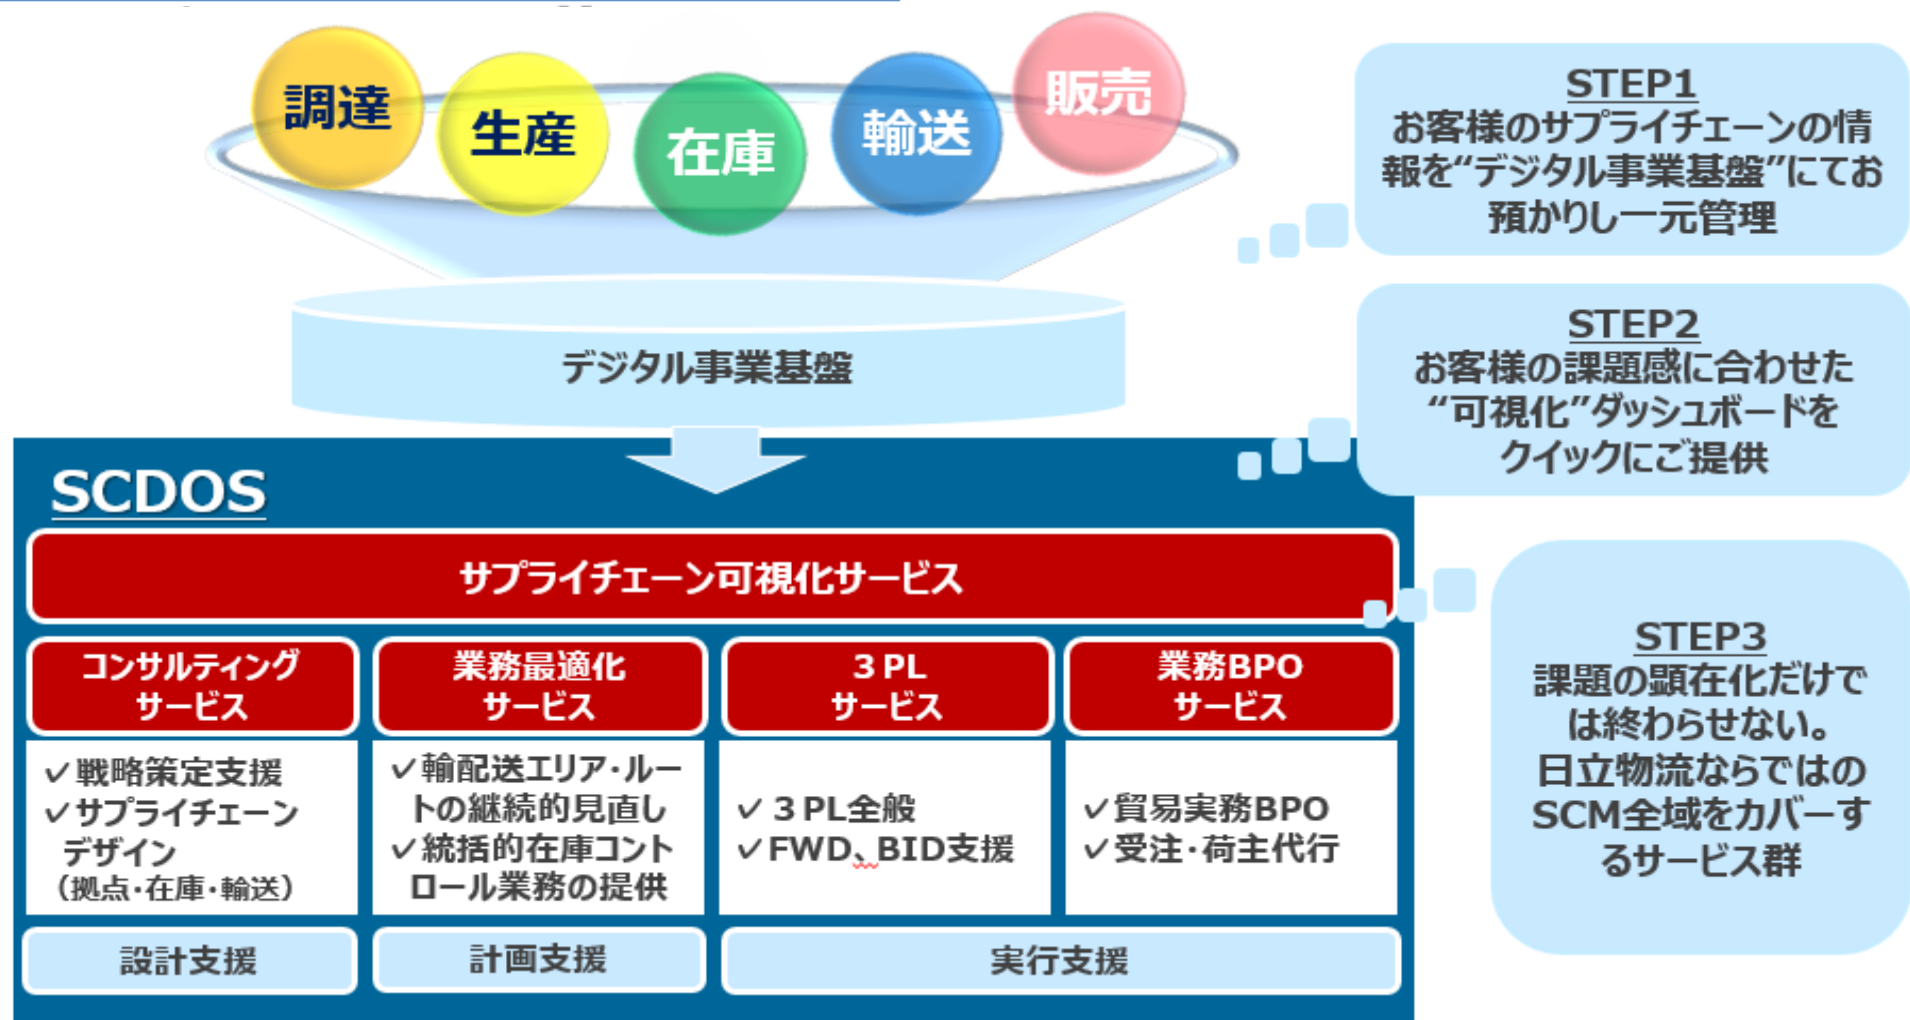 調達
生産
在庫
輸送
販売
デジタル事業基盤
STEP1
お客様のサプライチェーンの情
報を“デジタル事業基盤”にてお
預かりし一元管理
STEP2
お客様の課題感に合わせた
“可視化”ダッシュボードを
クイックにご提供
STEP3
課題の顕在化だけで
は終わらせない。
日立物流ならではの
SCM全域をカバーす
るサービス群
SCDOS
サプライチェーン可視化サービス
コンサルティング
サービス
✓戦略策定支援
✓サプライチェーン
デザイン
（拠点・在庫・輸送）
設計支援
業務最適化
サービス
✓輸配送エリア・ルー
トの継続的見直し
✓統括的在庫コント
ロール業務の提供
計画支援
３PL
サービス
✓３PL全般
✓FWD、BID支援
業務BPO
サービス
✓貿易実務BPO
✓受注・荷主代行
実行支援